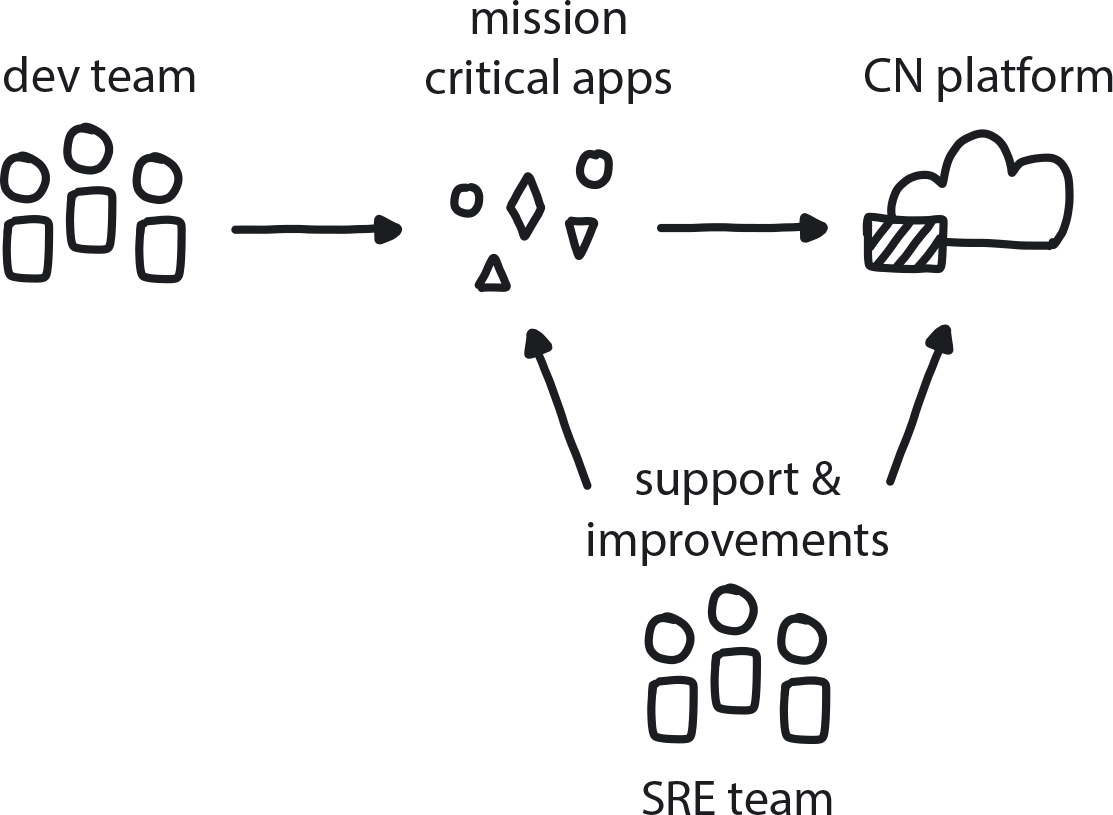 dev team
mission
critical apps
CN platform
support &
improvements
SRE team